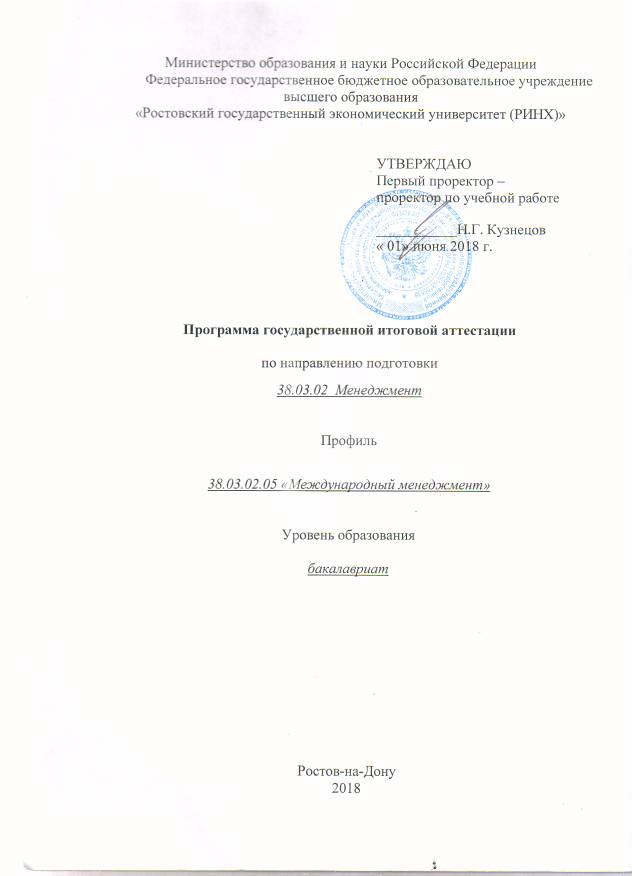 Министерство образования и науки Российской Федерации
Федеральное государственное бюджетное образовательное учреждение
высшего образования
«Ростовский государственный экономический университет (РИНХ)»
УТВЕРЖДАЮ
Первый проректор –
проректор по учебной работе
___________Н.Г. Кузнецов
« 01» июня 2018 г.
Программа государственной итоговой аттестации
по направлению подготовки
38.03.02 Менеджмент
Профиль
38.03.02.05 «Международный менеджмент»
Уровень образования
бакалавриат
Ростов-на-Дону
2018